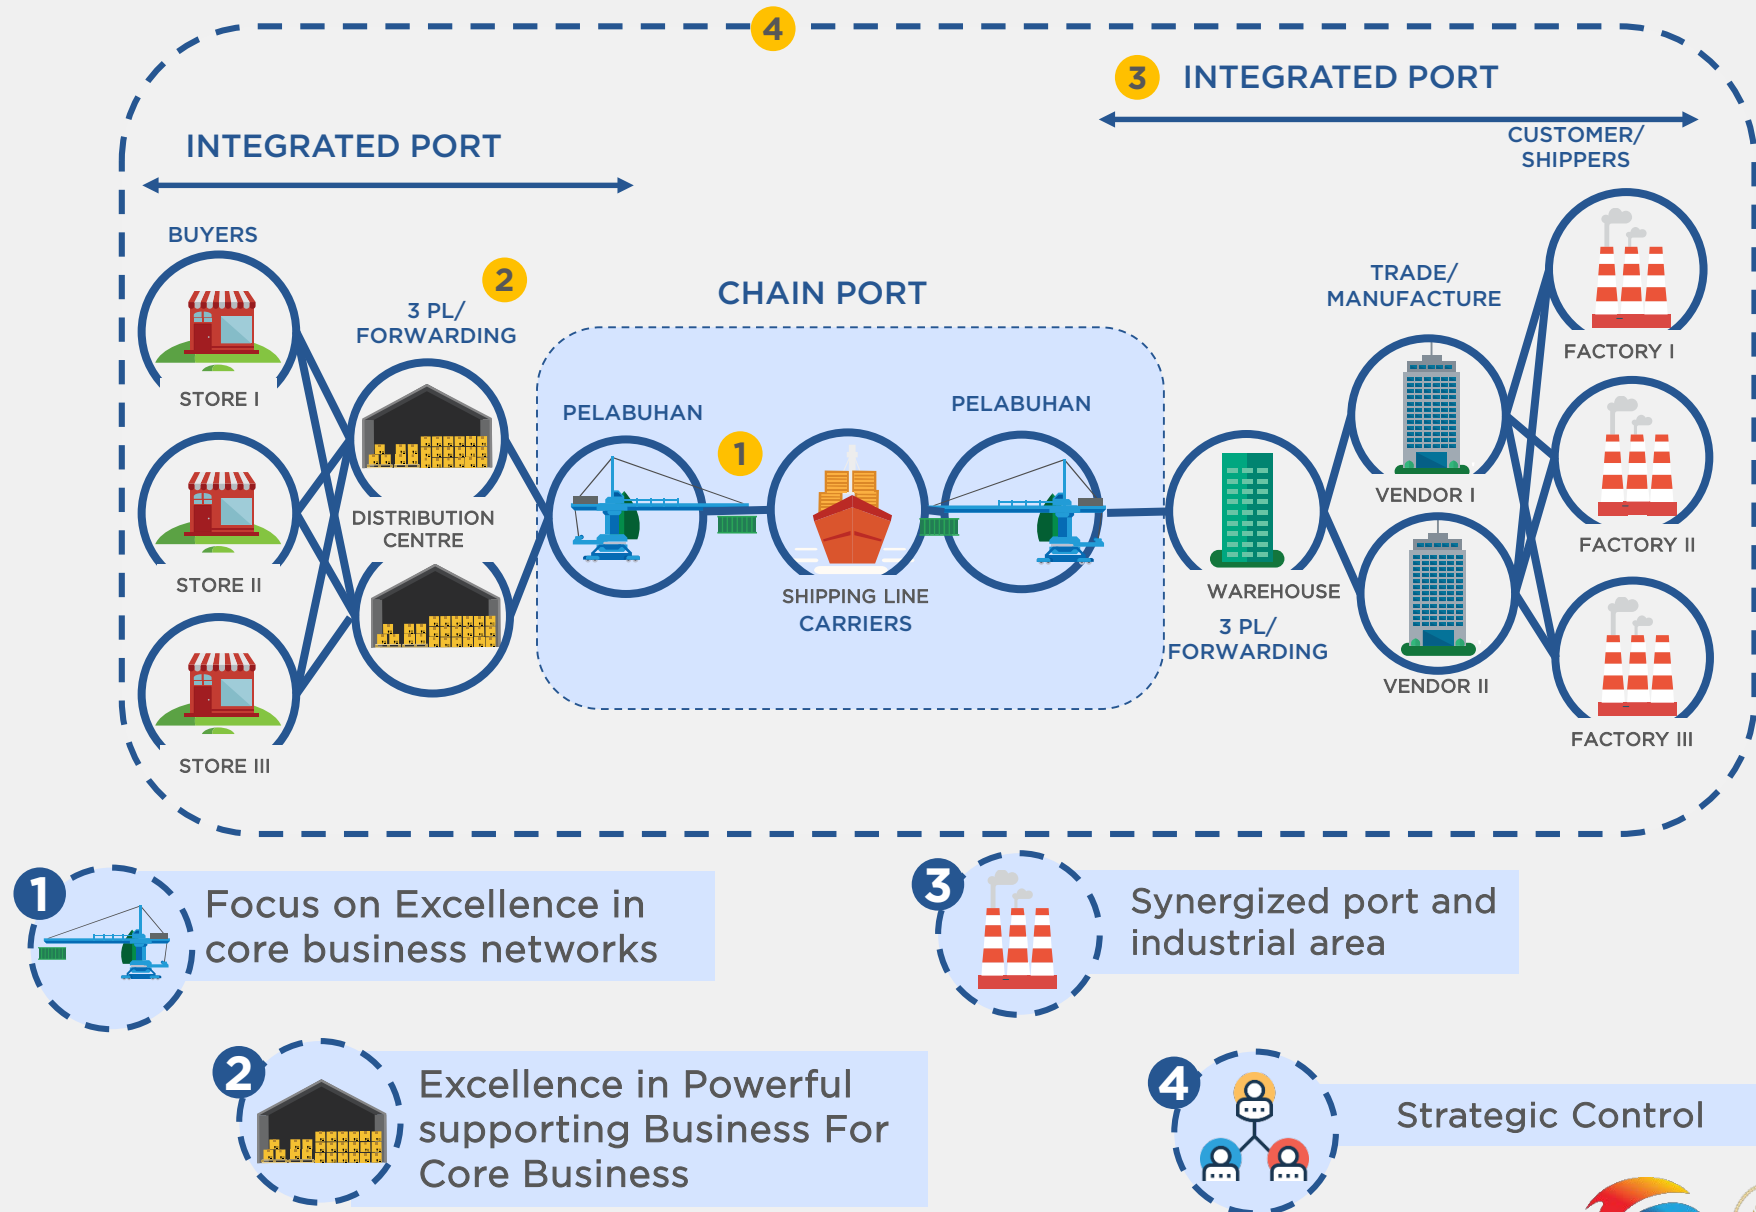 4
3 INTEGRATED PORT
INTEGRATED PORT
CUSTOMER/
SHIPPERS
BUYERS
2
3 PL/
FORWARDING
CHAIN PORT
TRADE/
MANUFACTURE
STORE I
FACTORY I
PELABUHAN
1
PELABUHAN
VENDOR I
DISTRIBUTION
CENTRE
FACTORY II
STORE II
SHIPPING LINE
CARRIERS
WAREHOUSE
3 PL/
FORWARDING
VENDOR II
FACTORY III
STORE III
1
Focus on Excellence in
core business networks
3
Synergized port and
industrial area
2
Excellence in Powerful
supporting Business For
Core Business
4
Strategic Control